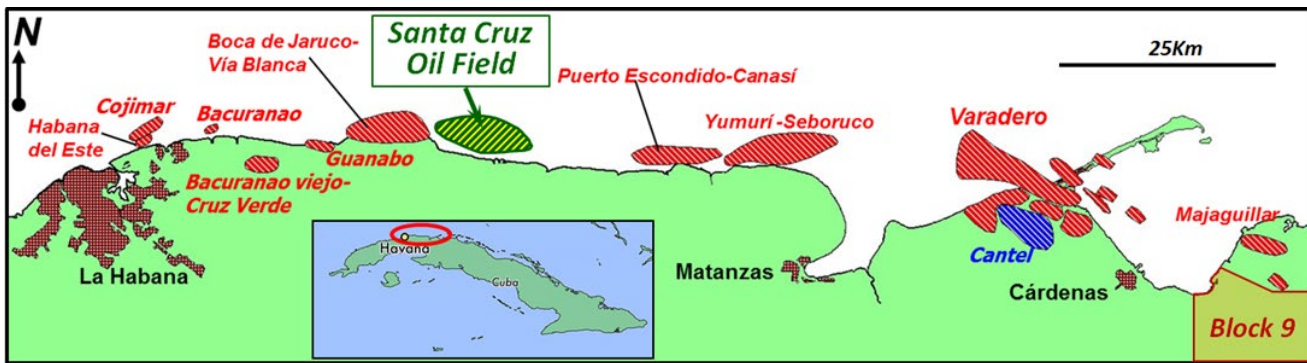 N
Cojimar
Habana
del Este
Bacuranao
Bacuranao viejo-
Cruz Verde
Boca de Jaruco-
Vía Blanca
Guanabo
Santa Cruz
Oil Field
Puerto Escondido-Canasí
Yumurí -Seboruco
25Km
Varadero
Cantel
Majaguillar
La Habana
Matanzas
Cárdenas
Block 9
Havana
Cuba